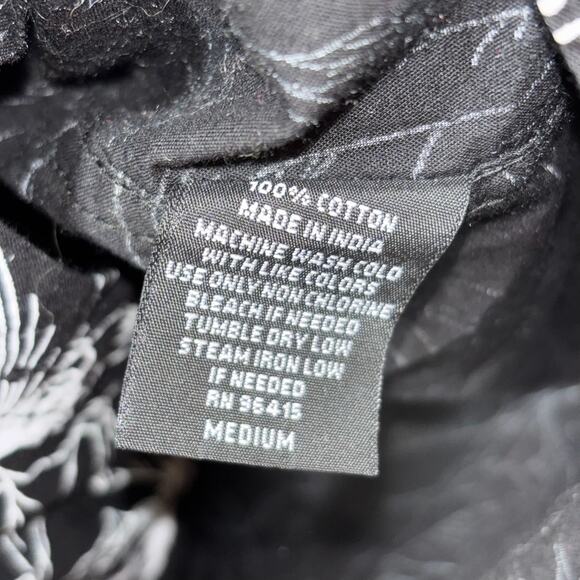 100% COTTON
MADE IN INDIA
MACHINE WASH COLD
WITH LIKE COLORS
USE ONLY NON CHLORINE
BLEACH IF NEEDED
TUMBLE DRY LOW
STEAM IRON LOW
IF NEEDED
RN 96415
MEDIUM